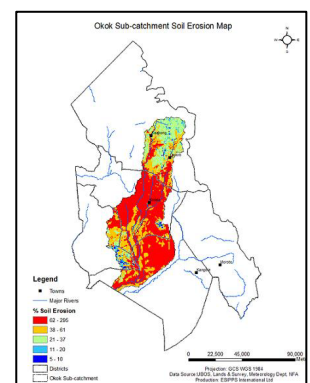 Okok Sub-catchment Soil Erosion Map
N
Legend
Towns
Major Rivers
% Soil Erosion
62 - 265
38 - 61
21 - 37
11 - 20
5 - 10
Districts
Okok Sub-catchment
0 22,500 45,000 90,000
Projection: GCS WGS 1984
Data Source:UBOS, Lands & Survey, Meteorology Dept, NFA
Production: ESIPPS International Ltd